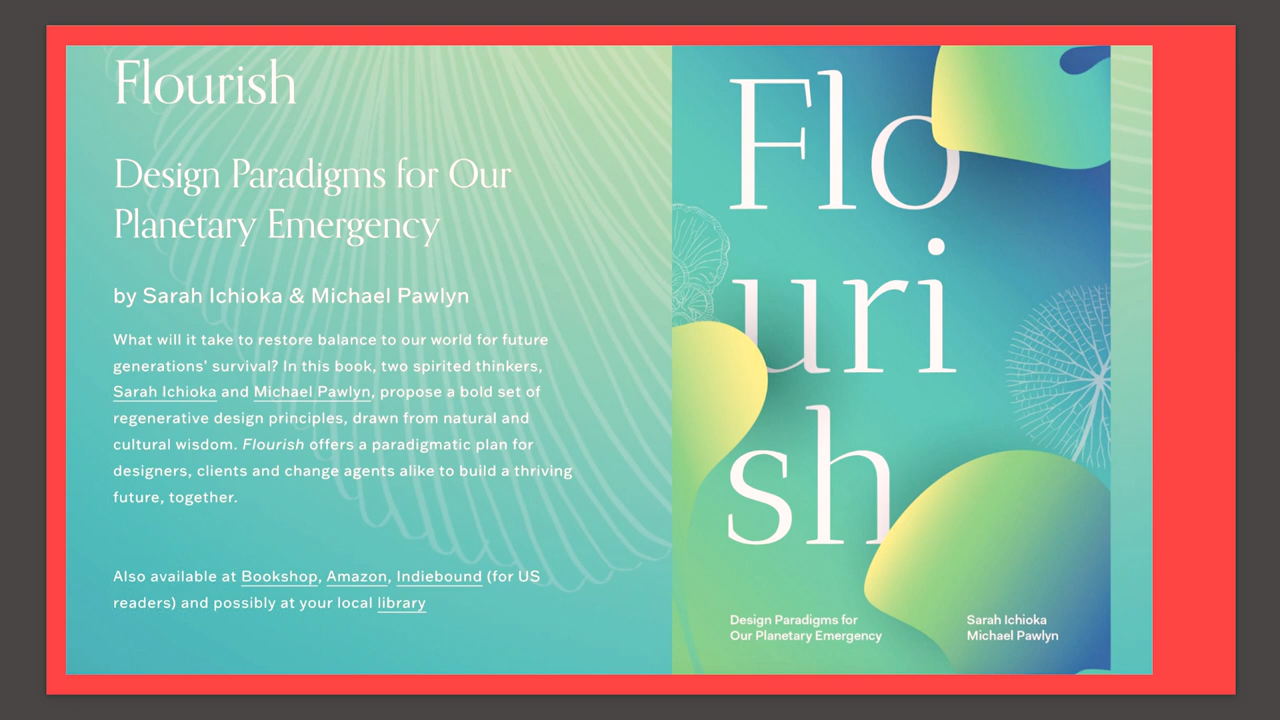 Flourish
Design Paradigms for Our
Planetary Emergency
by Sarah Ichioka & Michael Pawlyn
What will it take to restore balance to our world for future
generations' survival? In this book, two spirited thinkers,
Sarah Ichioka and Michael Pawlyn, propose a bold set of
regenerative design principles, drawn from natural and
cultural wisdom. Flourish offers a paradigmatic plan for
designers, clients and change agents alike to build a thriving
future, together.
Also available at Bookshop, Amazon, Indiebound (for US
readers) and possibly at your local library
Flo
uri
sh
Design Paradigms for
Our Planetary Emergency
Sarah Ichioka
Michael Pawlyn